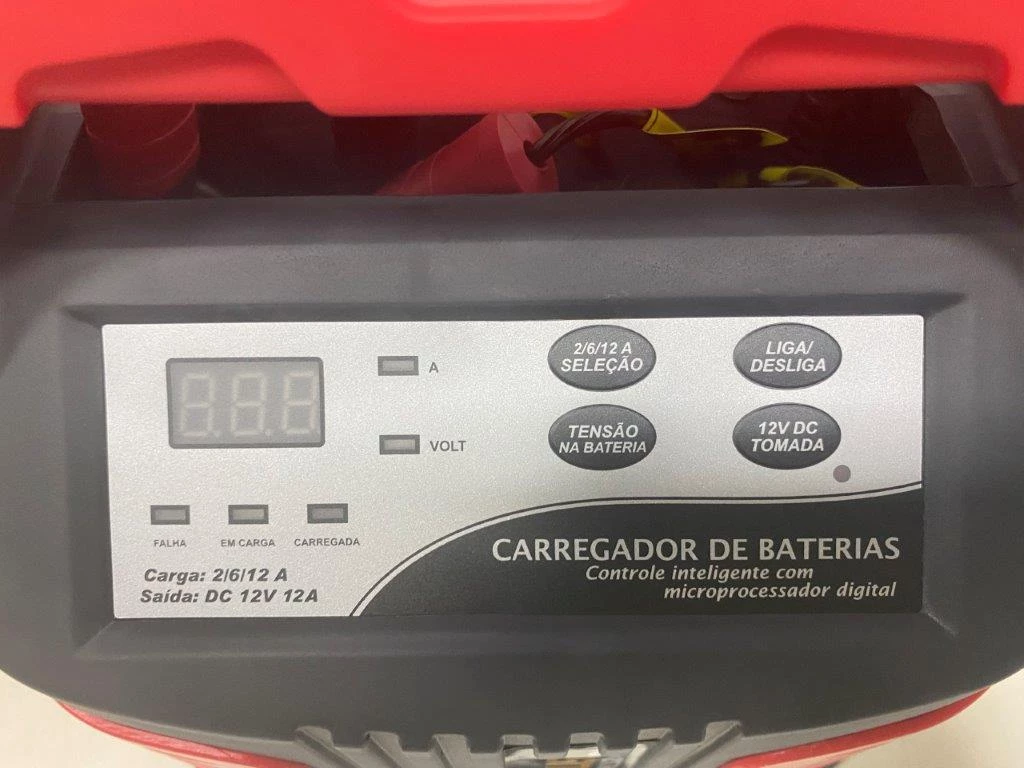 A
VOLT
2/6/12 A
SELEÇÃO
LIGA/
DESLIGA
TENSÃO
NA BATERIA
12V DC
TOMADA
FALHA
EM CARGA
CARREGADA
Carga: 2/6/12 A
Saída: DC 12V 12A
CARREGADOR DE BATERIAS
Controle inteligente com
microprocessador digital